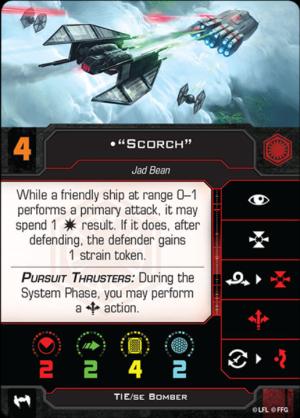 •“Scorch”
4
Jad Bean
While a friendly ship at range 0–1
performs a primary attack, it may
spend 1 result. If it does, after
defending, the defender gains
1 strain token.
Pursuit Thrusters: During the
System Phase, you may perform
a action.
2 2 4 2
TIE/se Bomber
©LFL ©FFG